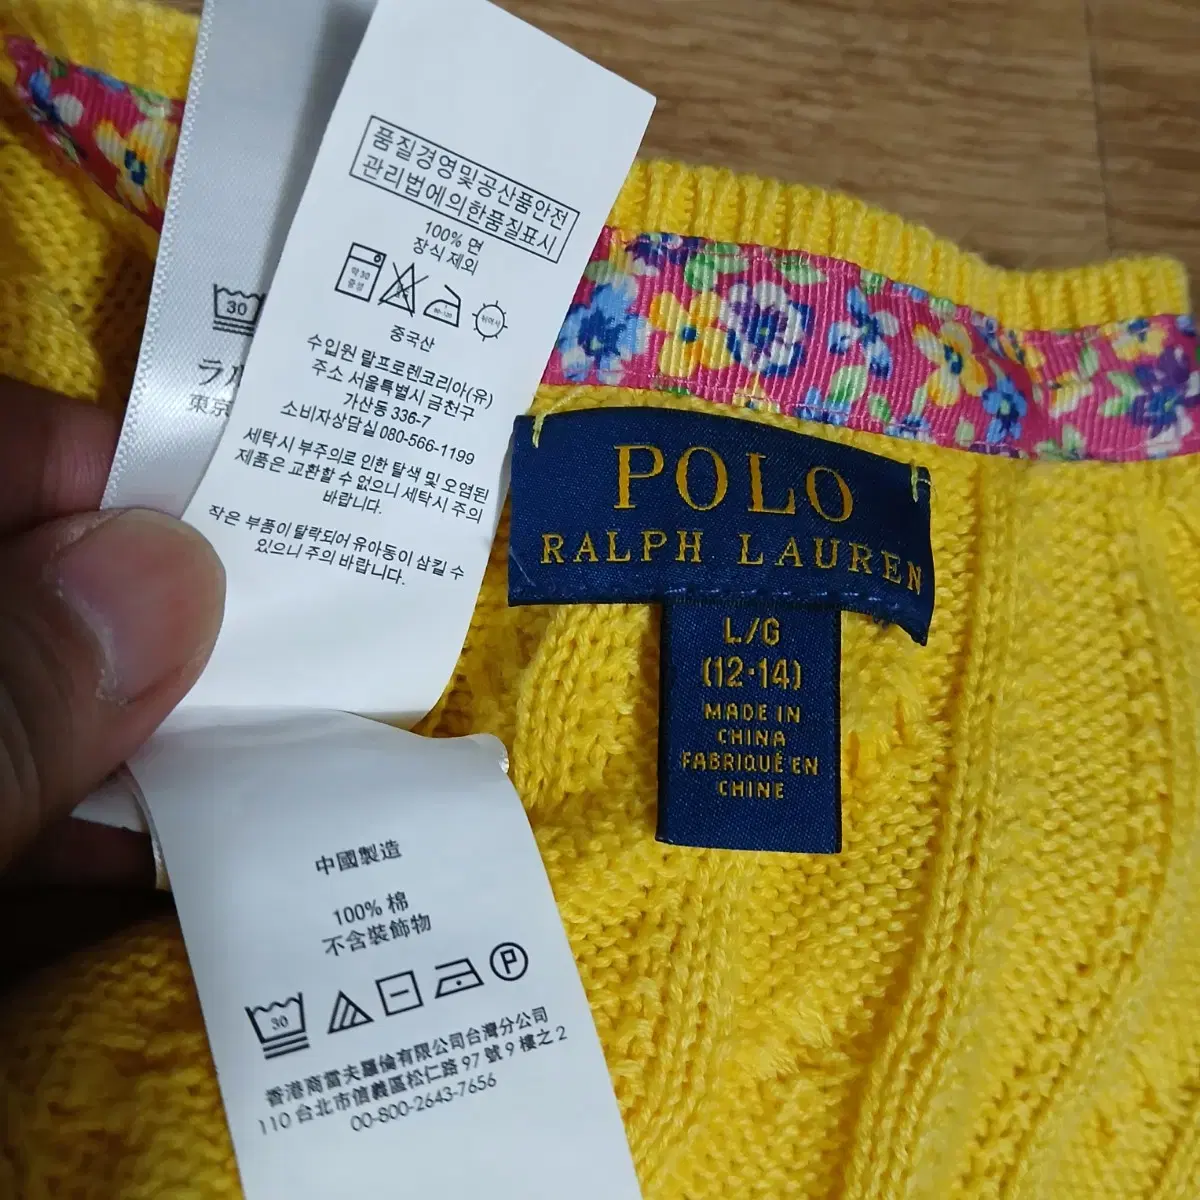 품질경영및공산품안전
관리법에의한품질표시
100% 면
장식 제외
약 30
중성
80-120
뉘어서
중국산
수입원 랄프로렌코리아(유)
주소 서울특별시 금천구
가산동 336-7
소비자상담실 080-566-1199
세탁시 부주의로 인한 탈색 및 오염된
제품은 교환할 수 없으니 세탁시 주의
바랍니다.
작은 부품이 탈락되어 유아동이 삼킬 수
있으니 주의 바랍니다.
30
東京
POLO
RALPH LAUREN
L/G
(12•14)
MADE IN
CHINA
FABRIQUÉ EN
CHINE
中國製造
100% 棉
不含裝飾物
30
P
香港商雷夫羅倫有限公司台灣分公司
110 台北市信義區松仁路 97 號 9 樓之 2
00-800-2643-7656